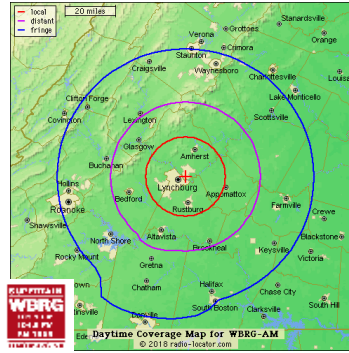 local
distant
fringe
20 miles
Stanardsville
Grottoes
Verona
Orange
Staunton
Crimora
Craigsville
Waynesboro
Charlottesville
Louisa
Clifton Forge
Lake Monticello
Covington
Lexington
Scottsville
Glasgow
Amherst
Buchanan
Lynchburg
Hollins
Bedford
Appomattox
Roanoke
Rustburg
Farmville
Crewe
Shawsville
North Shore
Altavista
Blackstone
Rocky Mount
Brookneal
Keysville
Victoria
Gretna
Chatham
Halifax
Chase City
South Boston
South Hill
Danville
Clarksville
WBRG
Daytime Coverage Map for WBRG-AM
© 2018 radio-locator.com